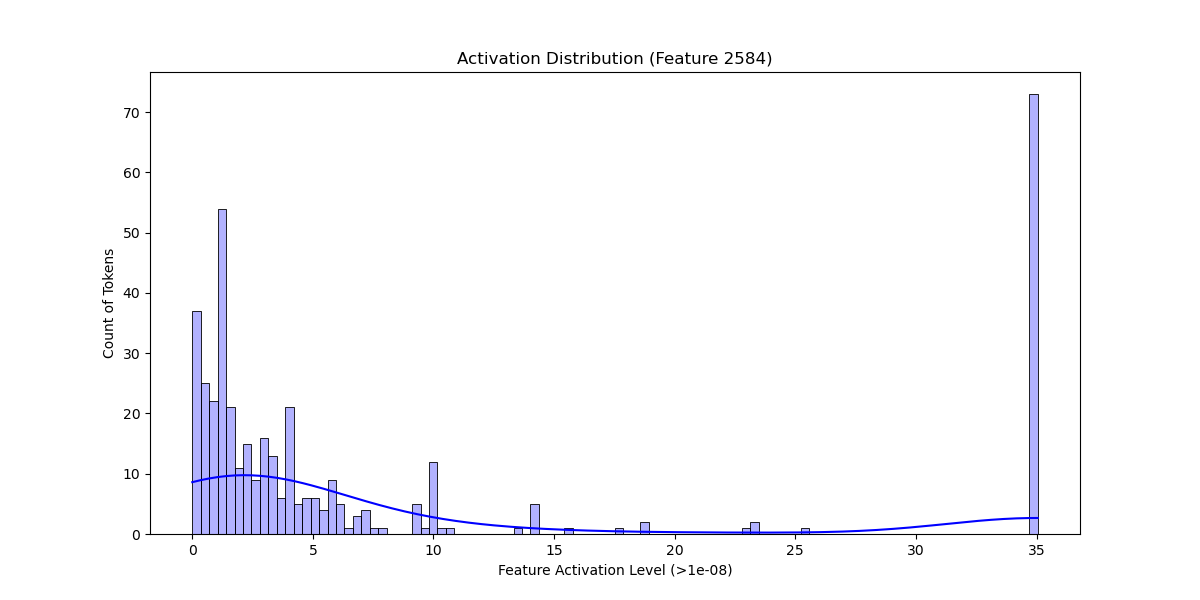 Activation Distribution (Feature 2584)
70
60
50
40
30
20
10
0
Count of Tokens
0 5 10 15 20 25 30 35
Feature Activation Level (>1e-08)